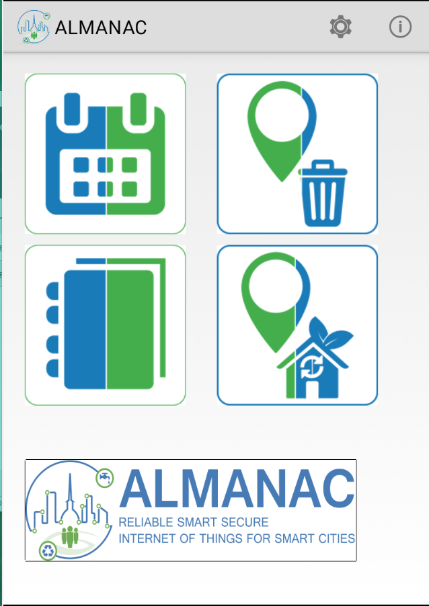 ALMANAC
ALMANAC
RELIABLE SMART SECURE
INTERNET OF THINGS FOR SMART CITIES